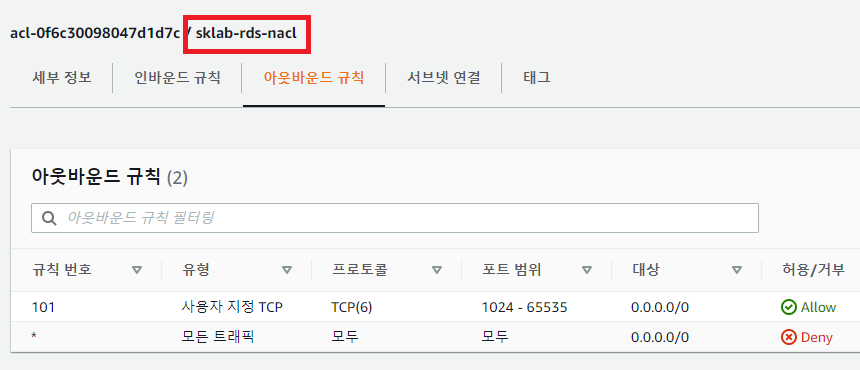 acl-0f6c30098047d1d7c / sklab-rds-nacl
세부 정보 인바운드 규칙 아웃바운드 규칙 서브넷 연결 태그
아웃바운드 규칙 (2)
아웃바운드 규칙 필터링
규칙 번호 유형 프로토콜 포트 범위 대상 허용/거부
101 사용자 지정 TCP TCP(6) 1024 - 65535 0.0.0.0/0 Allow
* 모든 트래픽 모두 모두 0.0.0.0/0 Deny